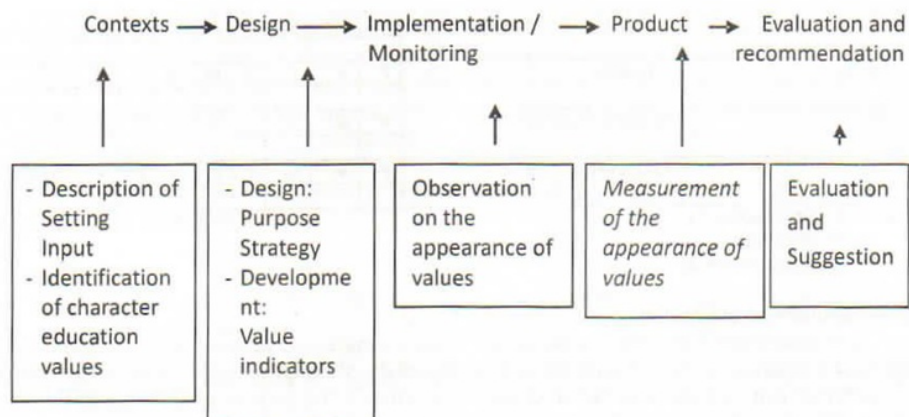 Contexts → Design → Implementation / → Product → Evaluation and
Monitoring recommendation
- Description of
Setting
Input
- Identification
of character
education
values
- Design:
Purpose
Strategy
- Developme
nt:
Value
indicators
Observation
on the
appearance of
values
Measurement
of the
appearance of
values
Evaluation
and
Suggestion